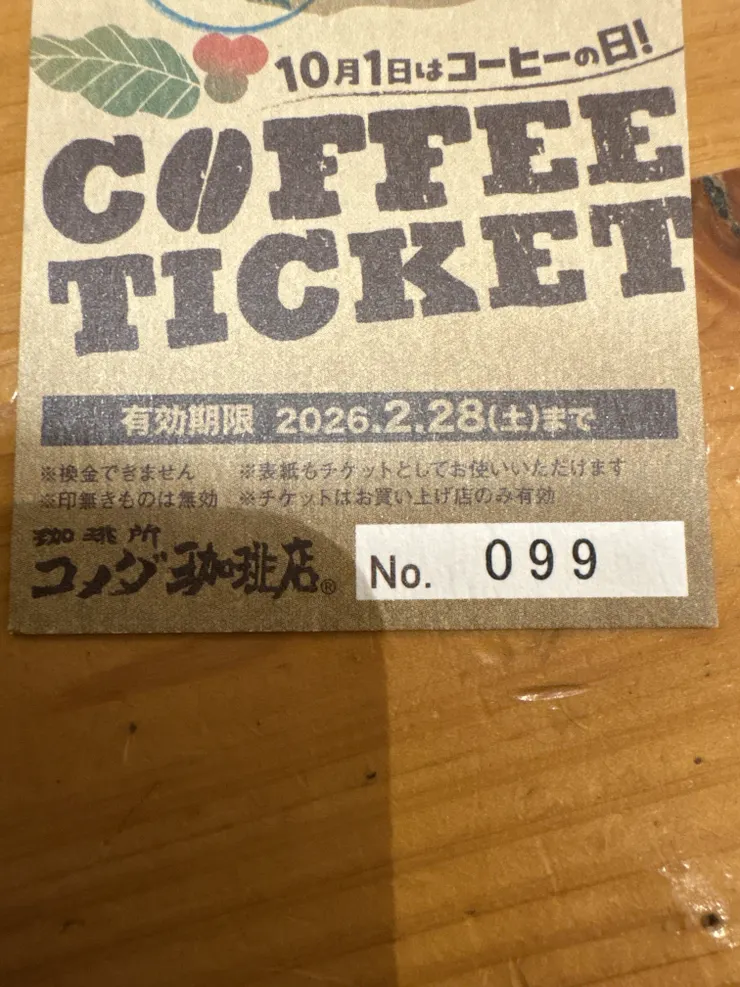 10月1日はコーヒーの日!
COFFEE
TICKET
有効期限 2026.2.28(土)まで
※換金できません ※表紙もチケットとしてお使いいただけます
※印無きものは無効 ※チケットはお買い上げ店のみ有効
珈琲所
コメダ珈琲店®
No. 099